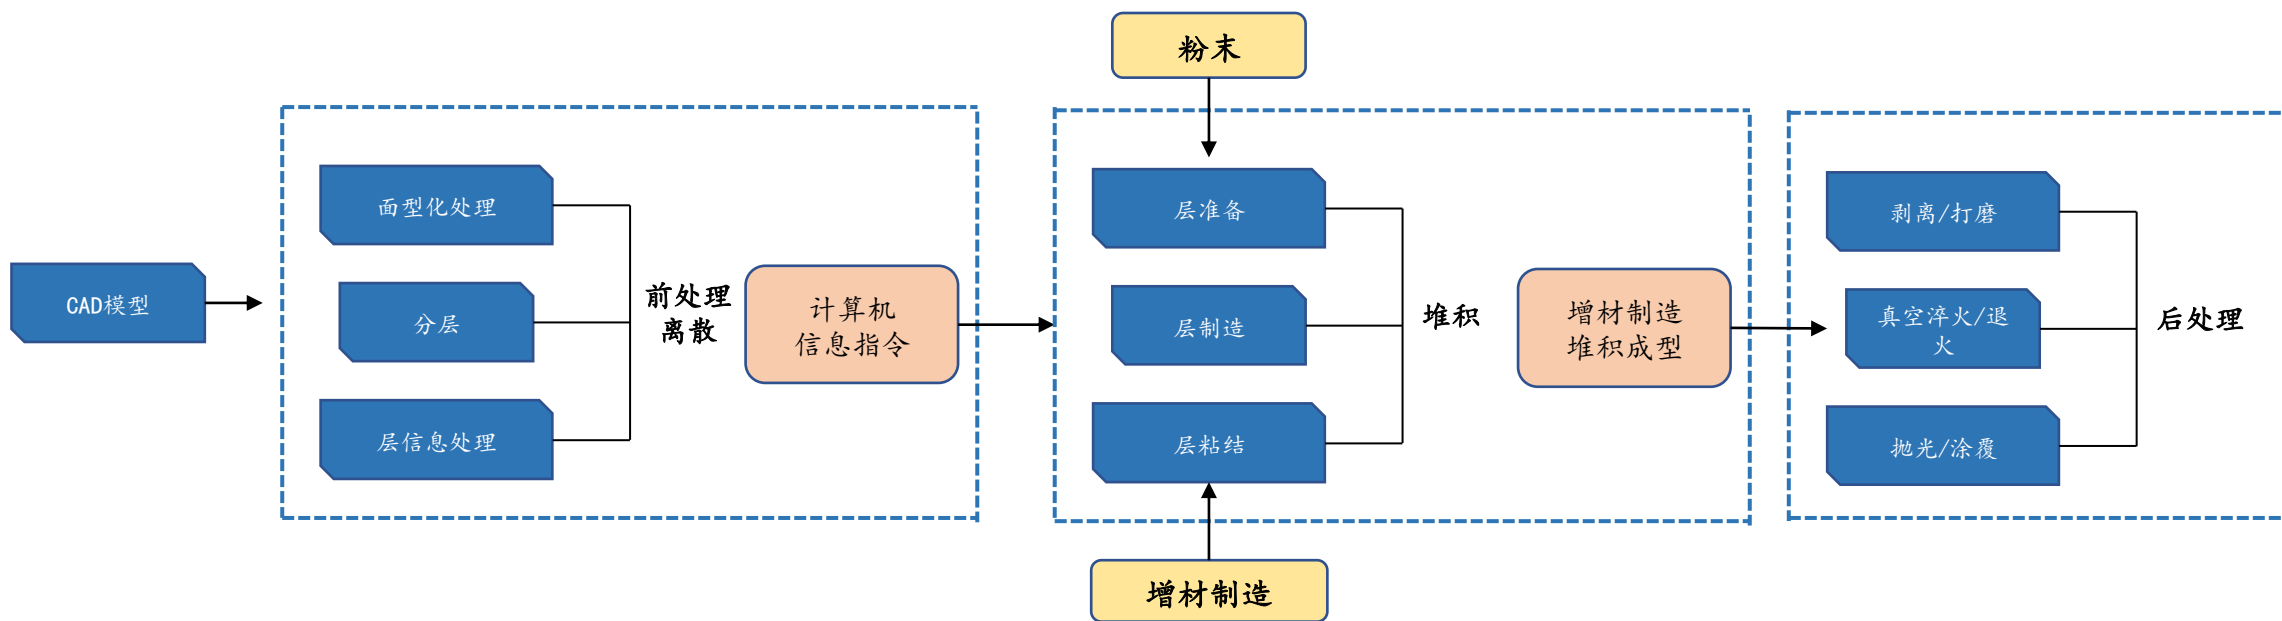 粉末
CAD模型
面型化处理
分层
层信息处理
前处理
离散
计算机
信息指令
层准备
层制造
层粘结
堆积
增材制造
堆积成型
剥离/打磨
真空淬火/退
火
抛光/涂覆
后处理
增材制造